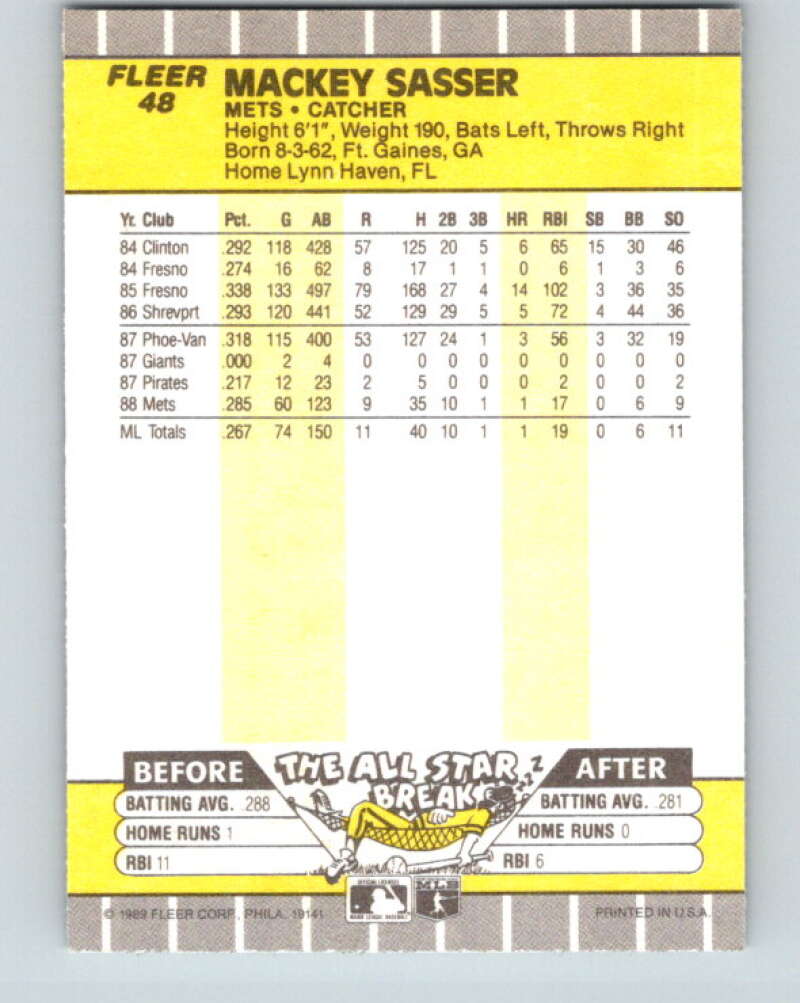 FLEER
48
MACKEY SASSER
METS • CATCHER
Height 6'1", Weight 190, Bats Left, Throws Right
Born 8-3-62, Ft. Gaines, GA
Home Lynn Haven, FL
Yr. Club Pct. G AB R H 2B 3B HR RBI SB BB SO
84 Clinton .292 118 428 57 125 20 5 6 65 15 30 46
84 Fresno .274 16 62 8 17 1 1 0 6 1 3 6
85 Fresno .338 133 497 79 168 27 4 14 102 3 36 35
86 Shrevprt .293 120 441 52 129 29 5 5 72 4 44 36
87 Phoe-Van .318 115 400 53 127 24 1 3 56 3 32 19
87 Giants .000 2 4 0 0 0 0 0 0 0 0 0
87 Pirates .217 12 23 2 5 0 0 0 2 0 0 2
88 Mets .285 60 123 9 35 10 1 1 17 0 6 9
ML Totals .267 74 150 11 40 10 1 1 19 0 6 11
BEFORE
THE ALL STAR
BREAK
ZZZ
AFTER
BATTING AVG. .288
HOME RUNS 1
RBI 11
BATTING AVG. .281
HOME RUNS 0
RBI 6
OFFICIAL LICENSEE
MAJOR LEAGUE BASEBALL
© 1989 FLEER CORP., PHILA. 19141
PRINTED IN U.S.A.